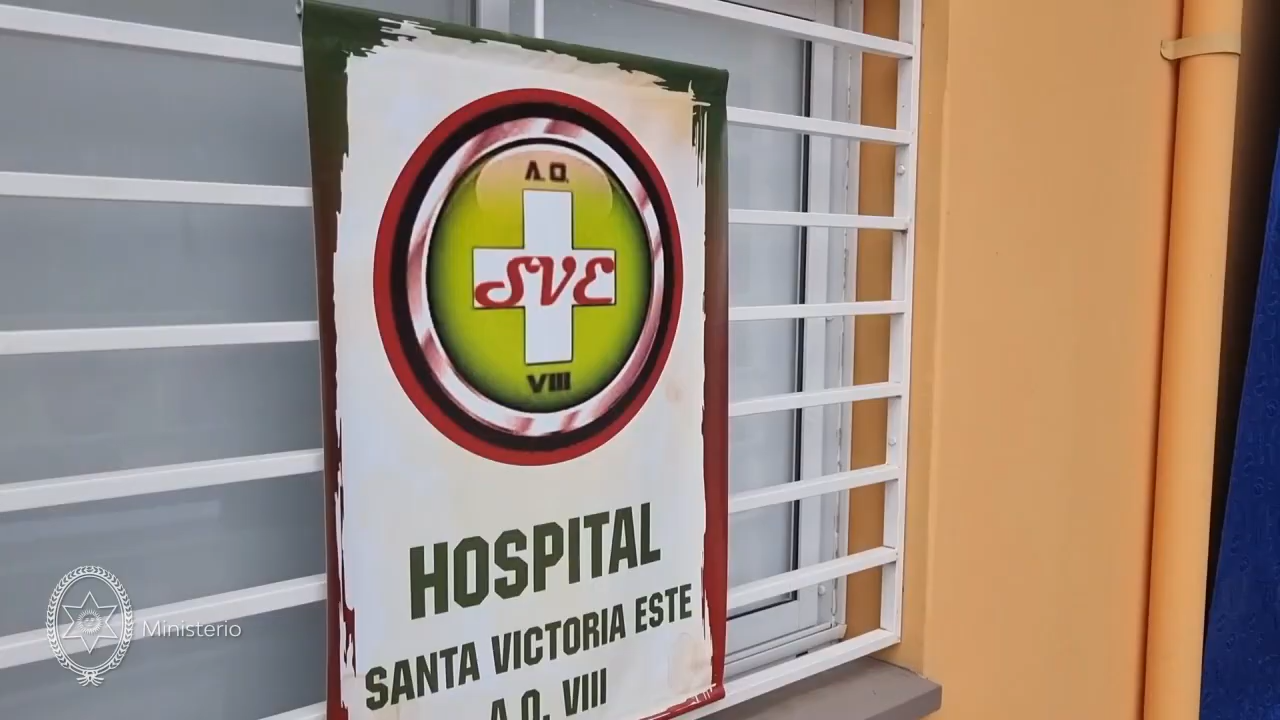 A. O.
SVE
VIII
HOSPITAL
SANTA VICTORIA ESTE
A.O. VIII
Ministerio